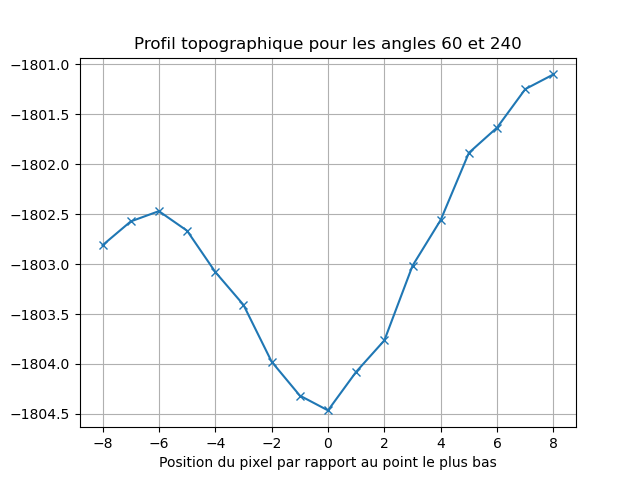 Profil topographique pour les angles 60 et 240
−1801.0
−1801.5
−1802.0
−1802.5
−1803.0
−1803.5
−1804.0
−1804.5
−8 −6 −4 −2 0 2 4 6 8
Position du pixel par rapport au point le plus bas